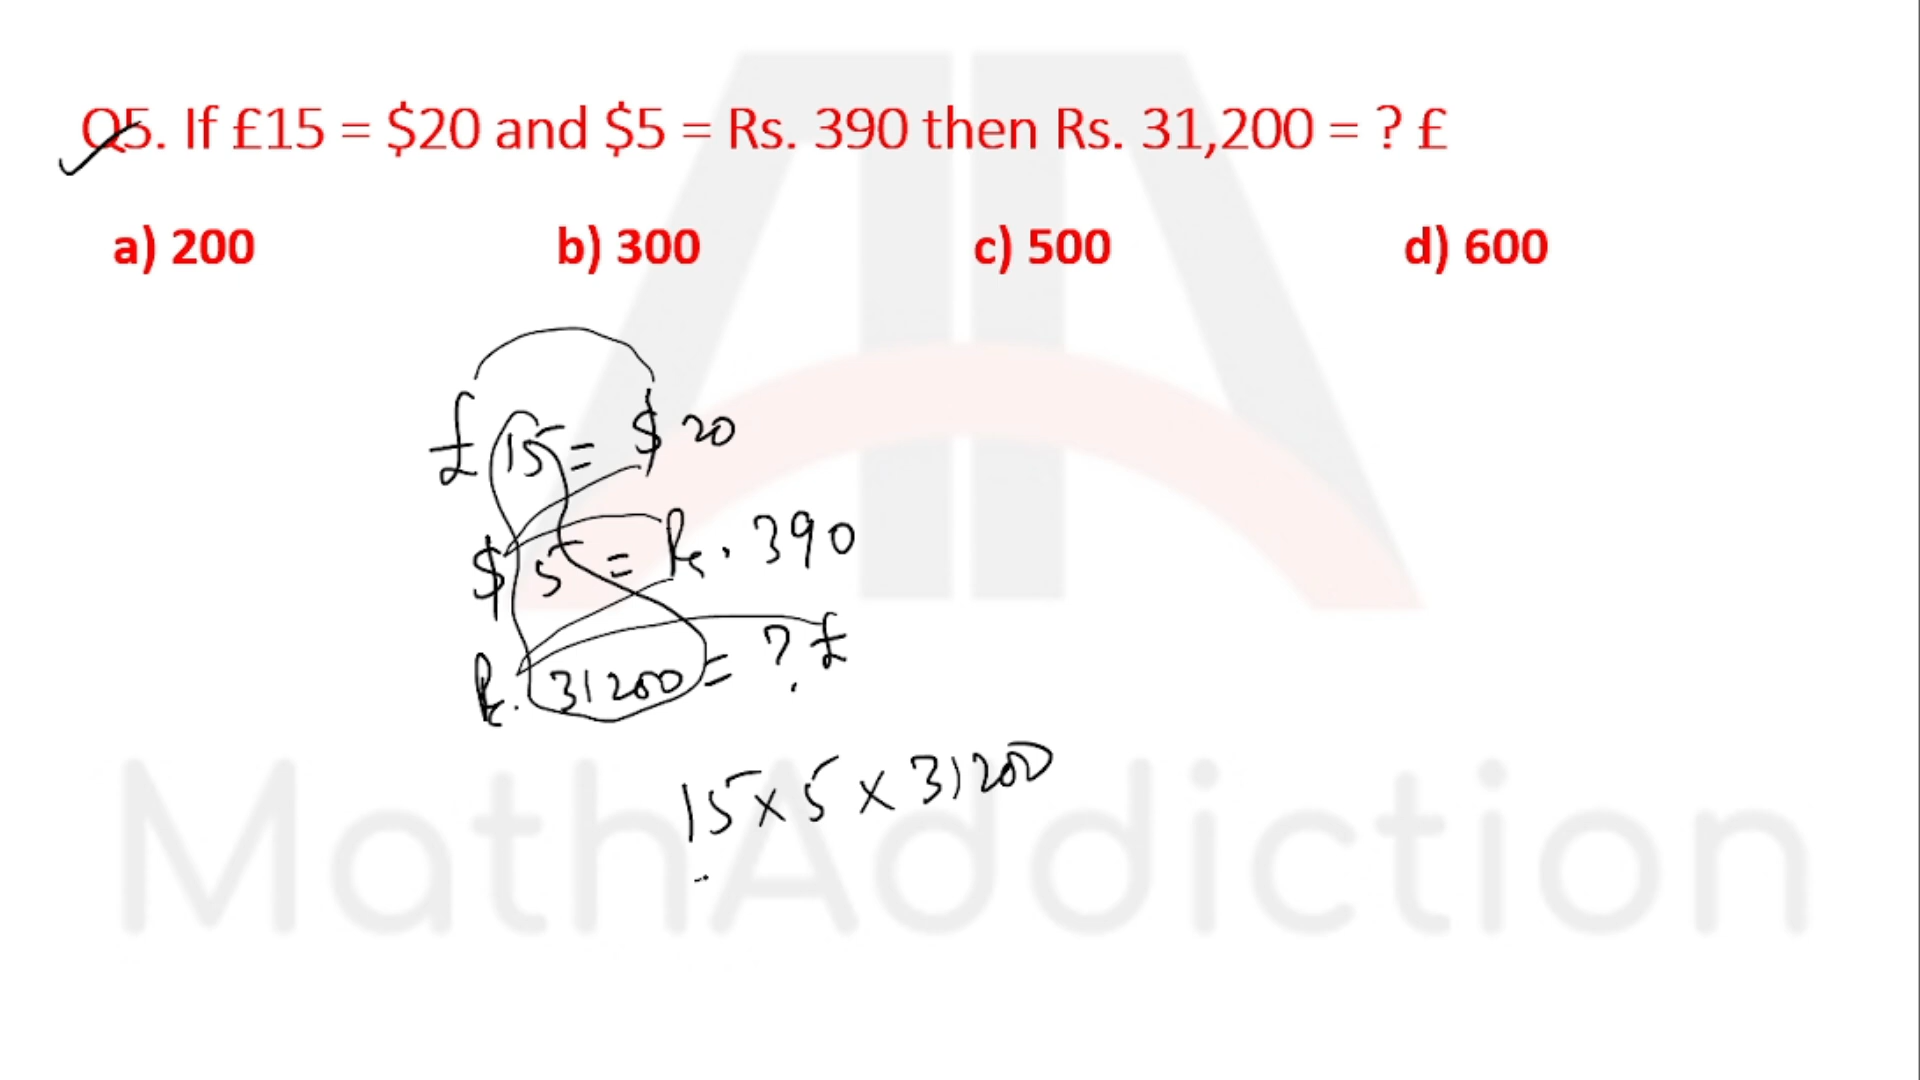 Q5. If £15 = $20 and $5 = Rs. 390 then Rs. 31,200 = ? £
a) 200 b) 300 c) 500 d) 600
£ 15 = $ 20
$ 5 = Rs. 390
Rs. 31200 = ? £
15 x 5 x 31200
MathAddiction